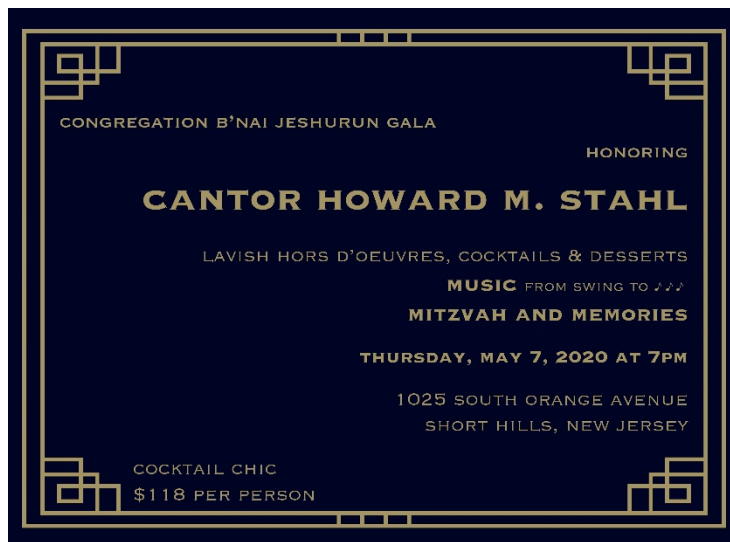 CONGREGATION B’NAI JESHURUN GALA
HONORING
CANTOR HOWARD M. STAHL
LAVISH HORS D’OEUVRES, COCKTAILS & DESSERTS
MUSIC FROM SWING TO ♪♪♪
MITZVAH AND MEMORIES
THURSDAY, MAY 7, 2020 AT 7PM
1025 SOUTH ORANGE AVENUE
SHORT HILLS, NEW JERSEY
COCKTAIL CHIC
$118 PER PERSON